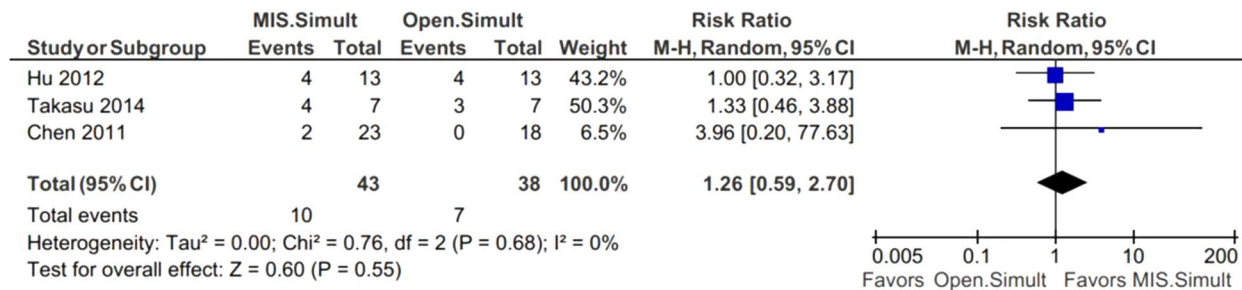 MIS.Simult Open.Simult Risk Ratio Risk Ratio
Study or Subgroup Events Total Events Total Weight M-H, Random, 95% CI M-H, Random, 95% CI
Hu 2012 4 13 4 13 43.2% 1.00 [0.32, 3.17]
Takasu 2014 4 7 3 7 50.3% 1.33 [0.46, 3.88]
Chen 2011 2 23 0 18 6.5% 3.96 [0.20, 77.63]
Total (95% CI) 43 38 100.0% 1.26 [0.59, 2.70]
Total events 10 7
Heterogeneity: Tau² = 0.00; Chi² = 0.76, df = 2 (P = 0.68); I² = 0%
Test for overall effect: Z = 0.60 (P = 0.55)
0.005 0.1 1 10 200
Favors Open.Simult Favors MIS.Simult